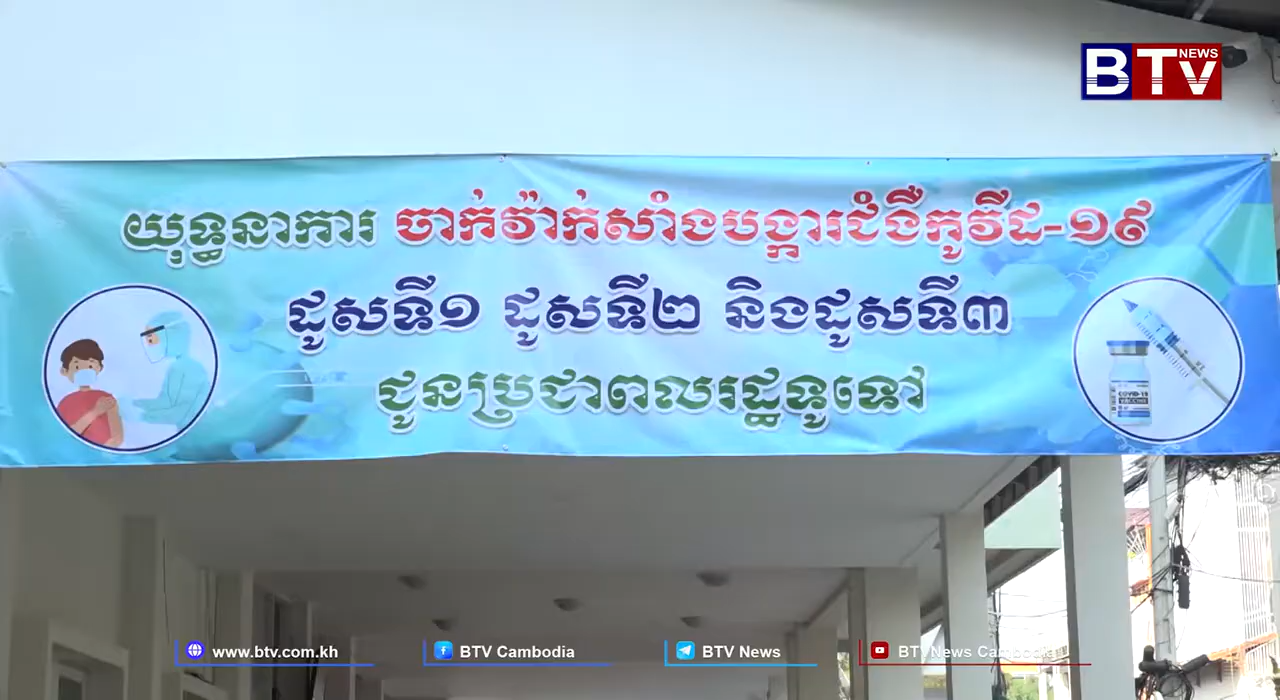 BTV NEWS
យុទ្ធនាការ ចាក់វ៉ាក់សាំងបង្ការជំងឺកូវីដ-១៩
ដូសទី១ ដូសទី២ និងដូសទី៣
ជូនប្រជាពលរដ្ឋទូទៅ
COVID-19
VACCINE
www.btv.com.kh
BTV Cambodia
BTV News
BTV News Cambodia